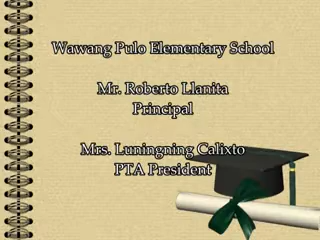 Wawang Pulo Elementary School
Mr. Roberto Llanita
Principal
Mrs. Luningning Calixto
PTA President